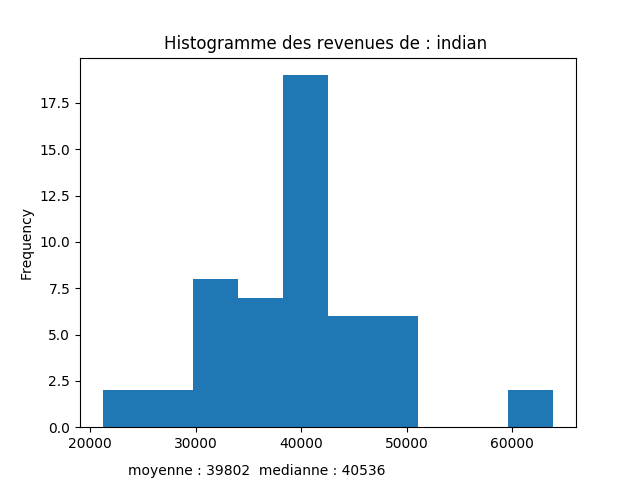 Histogramme des revenues de : indian
Frequency
17.5
15.0
12.5
10.0
7.5
5.0
2.5
0.0
20000 30000 40000 50000 60000
moyenne : 39802  medianne : 40536